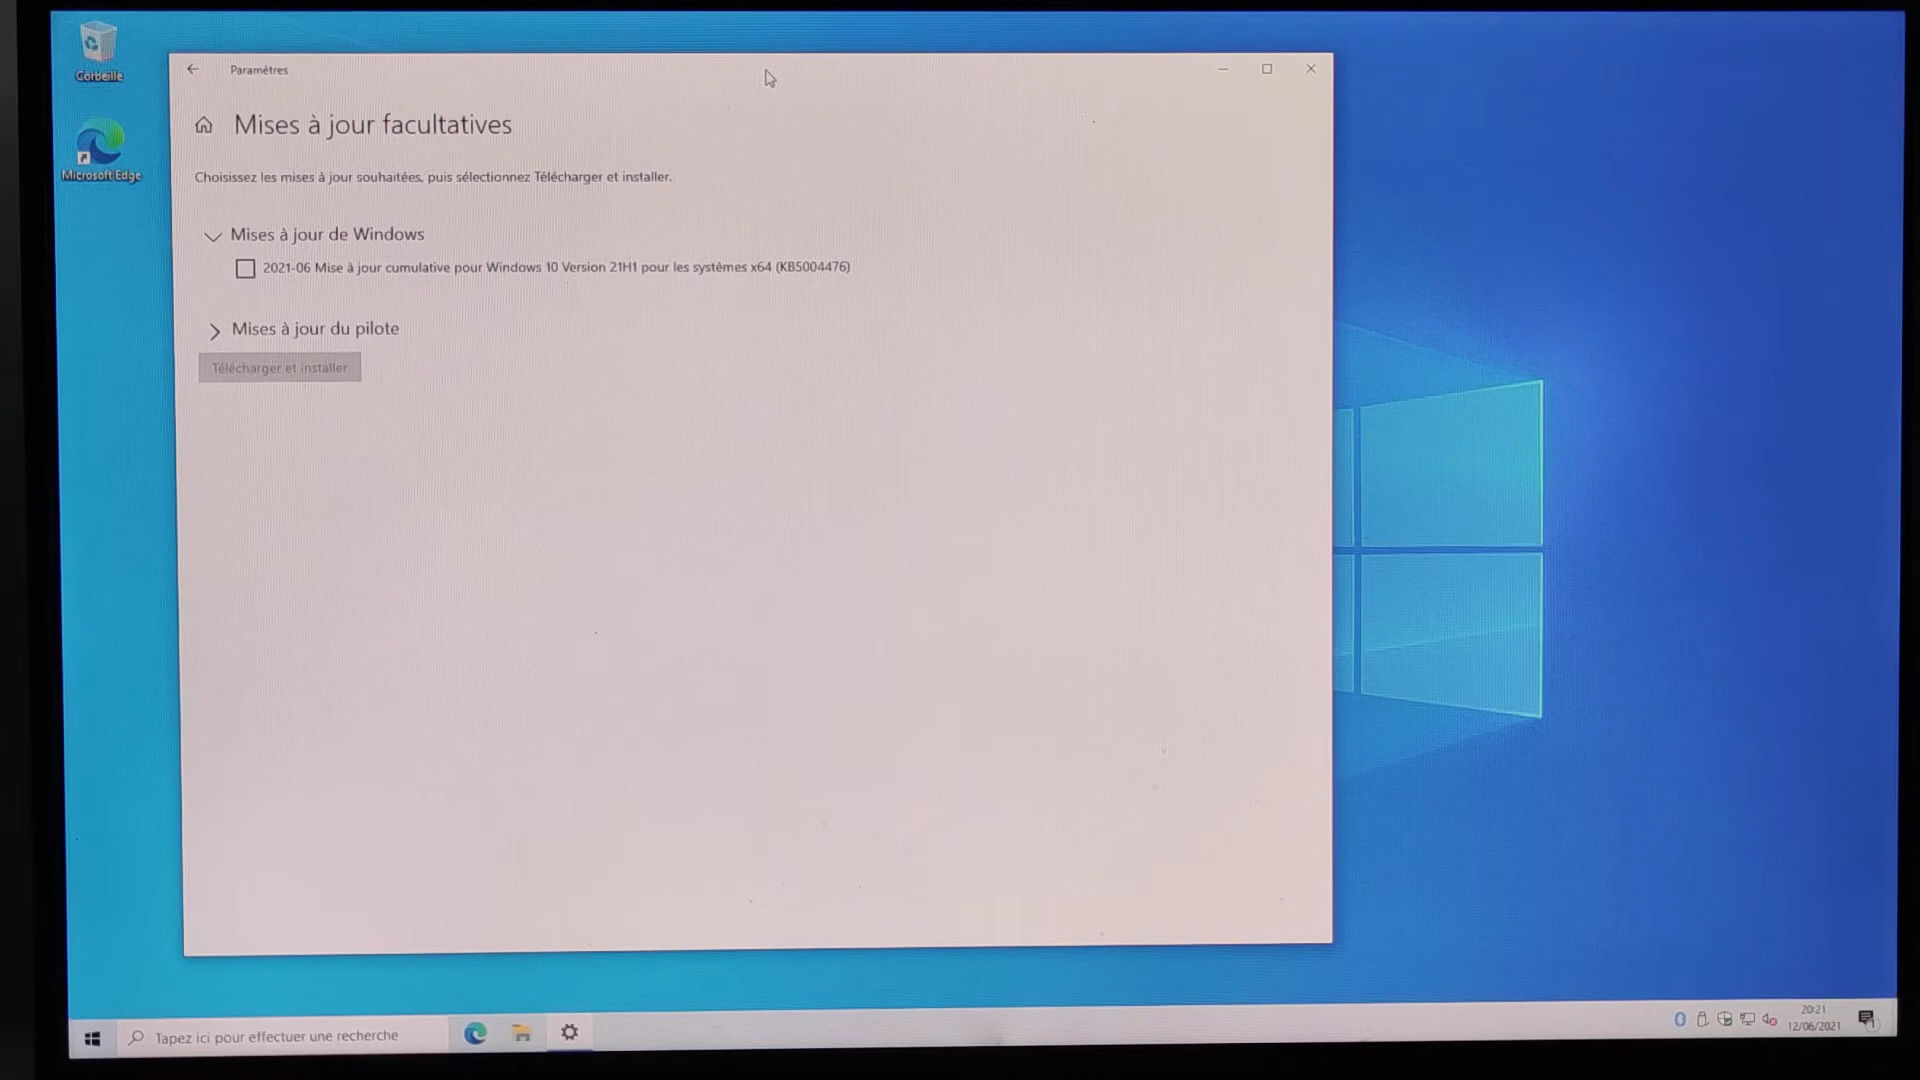 Corbeille
Microsoft Edge
Paramètres
Mises à jour facultatives
Choisissez les mises à jour souhaitées, puis sélectionnez Télécharger et installer.
Mises à jour de Windows
2021-06 Mise à jour cumulative pour Windows 10 Version 21H1 pour les systèmes x64 (KB5004476)
Mises à jour du pilote
Télécharger et installer
Tapez ici pour effectuer une recherche
20:21
12/06/2021
1